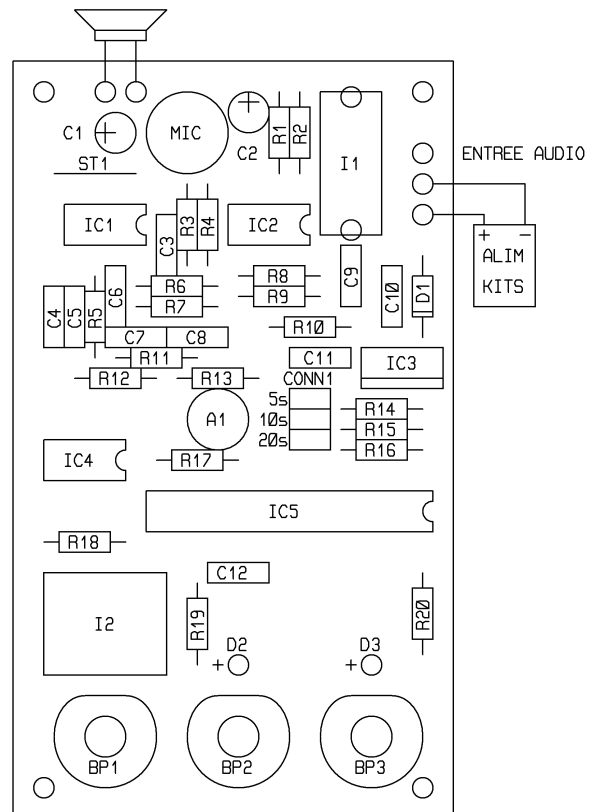 C1 MIC C2 R1 R2 I1 ENTREE AUDIO
ST1
IC1 C3 R3 R4 IC2
+ −
ALIM
KITS
C4 C5 R5 C6 R6 R8 C9 C10 D1
R7 R9
C7 C8 R10
R11 C11 IC3
R12 R13 CONN1
5s
R14
A1 10s R15
20s R16
IC4 R17
IC5
R18
C12
I2 R19 R20
D2 D3
+ +
BP1 BP2 BP3